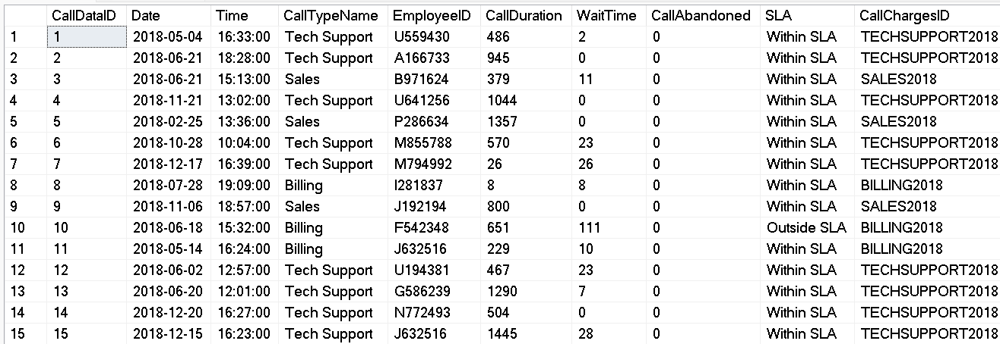 CallDataID Date Time CallTypeName EmployeeID CallDuration WaitTime CallAbandoned SLA CallChargesID
1 1 2018-05-04 16:33:00 Tech Support U559430 486 2 0 Within SLA TECHSUPPORT2018
2 2 2018-06-21 18:28:00 Tech Support A166733 945 0 0 Within SLA TECHSUPPORT2018
3 3 2018-06-21 15:13:00 Sales B971624 379 11 0 Within SLA SALES2018
4 4 2018-11-21 13:02:00 Tech Support U641256 1044 0 0 Within SLA TECHSUPPORT2018
5 5 2018-02-25 13:36:00 Sales P286634 1357 0 0 Within SLA SALES2018
6 6 2018-10-28 10:04:00 Tech Support M855788 570 23 0 Within SLA TECHSUPPORT2018
7 7 2018-12-17 16:39:00 Tech Support M794992 26 26 0 Within SLA TECHSUPPORT2018
8 8 2018-07-28 19:09:00 Billing I281837 8 8 0 Within SLA BILLING2018
9 9 2018-11-06 18:57:00 Sales J192194 800 0 0 Within SLA SALES2018
10 10 2018-06-18 15:32:00 Billing F542348 651 111 0 Outside SLA BILLING2018
11 11 2018-05-14 16:24:00 Billing J632516 229 10 0 Within SLA BILLING2018
12 12 2018-06-02 12:57:00 Tech Support U194381 467 23 0 Within SLA TECHSUPPORT2018
13 13 2018-06-20 12:01:00 Tech Support G586239 1290 7 0 Within SLA TECHSUPPORT2018
14 14 2018-12-20 16:27:00 Tech Support N772493 504 0 0 Within SLA TECHSUPPORT2018
15 15 2018-12-15 16:23:00 Tech Support J632516 1445 28 0 Within SLA TECHSUPPORT2018